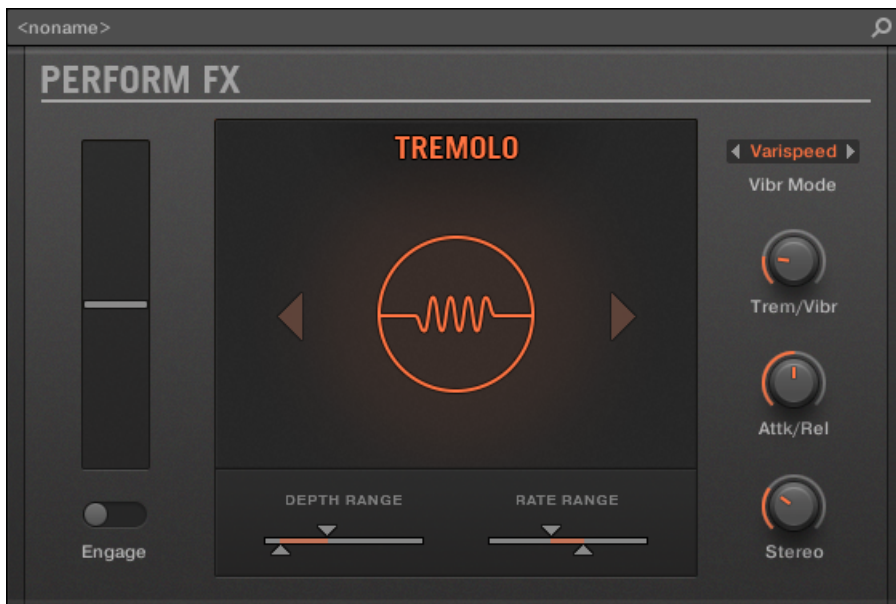 <noname>
PERFORM FX
TREMOLO
Varispeed
Vibr Mode
Trem/Vibr
Attk/Rel
DEPTH RANGE
RATE RANGE
Engage
Stereo